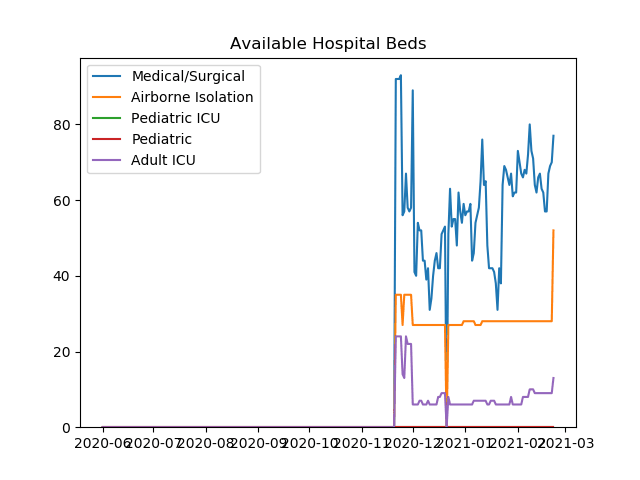 Available Hospital Beds
Medical/Surgical
Airborne Isolation
Pediatric ICU
Pediatric
Adult ICU
80
60
40
20
0
2020-06 2020-07 2020-08 2020-09 2020-10 2020-11 2020-12 2021-01 2021-02 2021-03